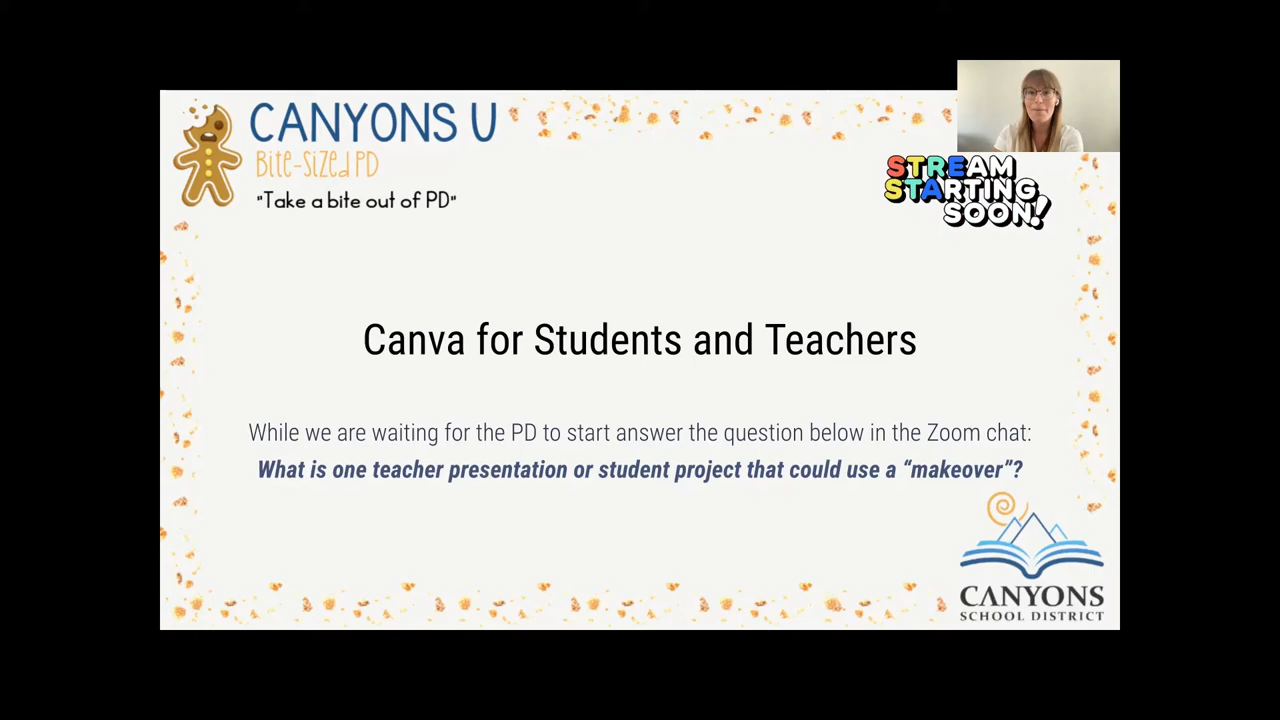 CANYONS U
Bite-sized PD
"Take a bite out of PD"
STREAM
STARTING
SOON!
Canva for Students and Teachers
While we are waiting for the PD to start answer the question below in the Zoom chat:
What is one teacher presentation or student project that could use a “makeover”?
CANYONS
SCHOOL DISTRICT